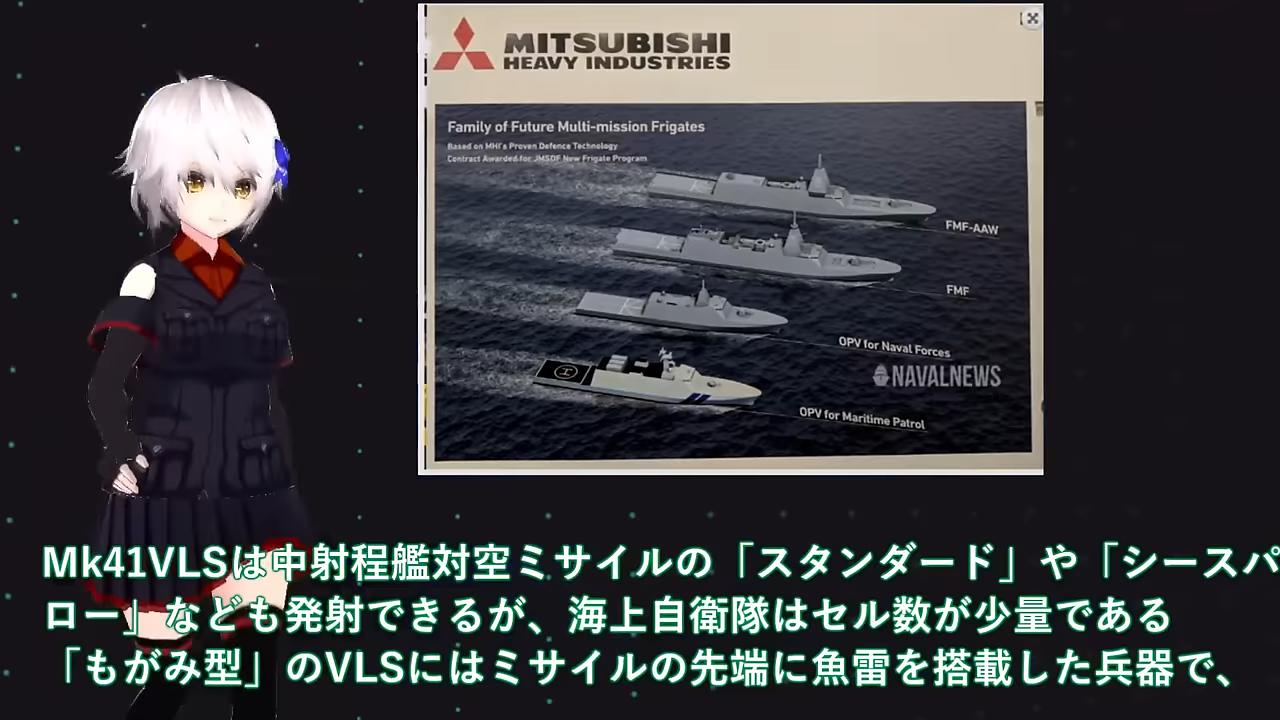 MITSUBISHI
HEAVY INDUSTRIES
Family of Future Multi-mission Frigates
Based on MHI's Proven Defence Technology
Contract Awarded for JMSDF New Frigate Program
FMF-AAW
FMF
OPV for Naval Forces
NAVALNEWS
OPV for Maritime Patrol
Mk41VLSは中射程艦対空ミサイルの「スタンダード」や「シースパ
ロー」なども発射できるが、海上自衛隊はセル数が少量である
「もがみ型」のVLSにはミサイルの先端に魚雷を搭載した兵器で、